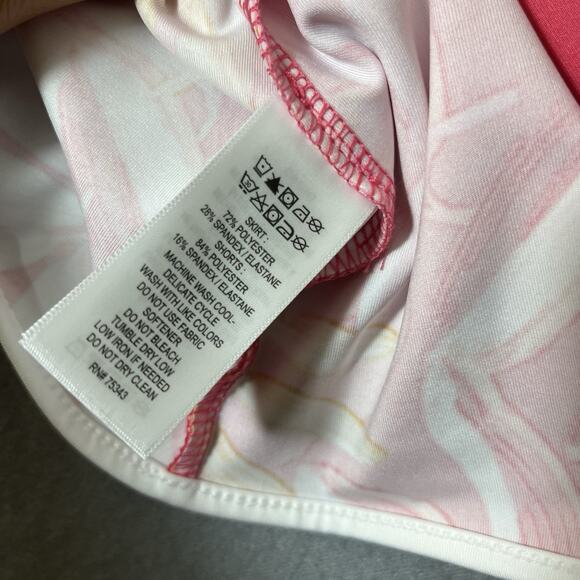 SKIRT :
72% POLYESTER
28% SPANDEX / ELASTANE
SHORTS :
84% POLYESTER
16% SPANDEX / ELASTANE
MACHINE WASH COOL-
DELICATE CYCLE
WASH WITH LIKE COLORS
DO NOT USE FABRIC
SOFTENER
DO NOT BLEACH
TUMBLE DRY LOW
LOW IRON IF NEEDED
DO NOT DRY CLEAN
RN# 75343